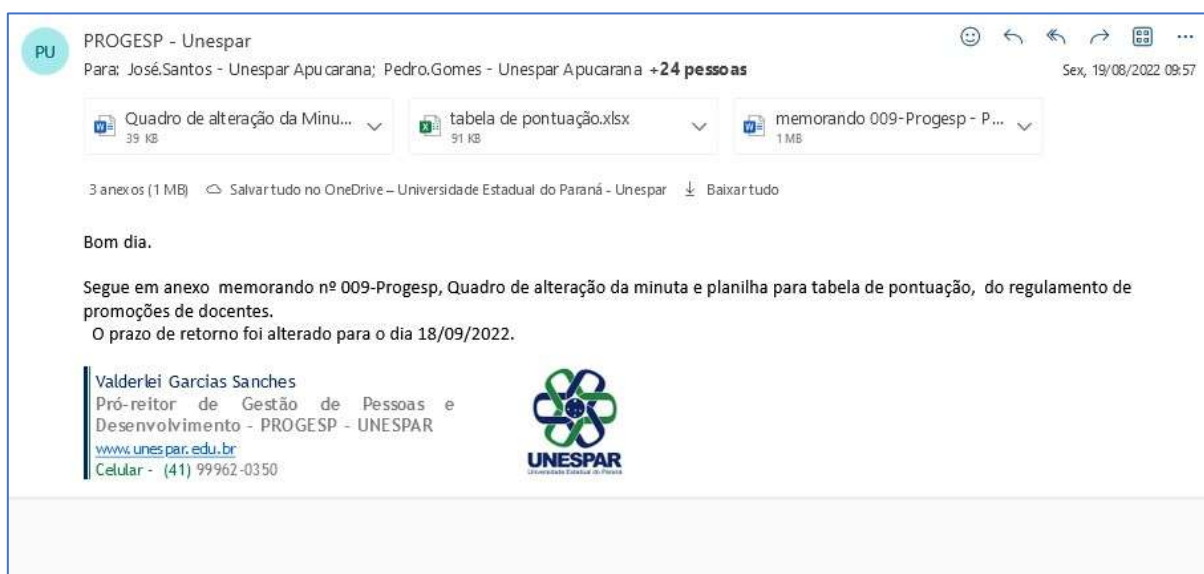 PU
PROGESP - Unespar
Para: José.Santos - Unespar Apucarana; Pedro.Gomes - Unespar Apucarana +24 pessoas
Sex, 19/08/2022 09:57
Quadro de alteração da Minu...
39 KB
tabela de pontuação.xlsx
91 KB
memorando 009-Progesp - P...
1 MB
3 anexos (1 MB) Salvar tudo no OneDrive – Universidade Estadual do Paraná - Unespar Baixar tudo
Bom dia.
Segue em anexo memorando nº 009-Progesp, Quadro de alteração da minuta e planilha para tabela de pontuação, do regulamento de
promoções de docentes.
O prazo de retorno foi alterado para o dia 18/09/2022.
Valderlei Garcias Sanches
Pró-reitor de Gestão de Pessoas e
Desenvolvimento - PROGESP - UNESPAR
www.unespar.edu.br
Celular - (41) 99962-0350
UNESPAR
Universidade Estadual do Paraná